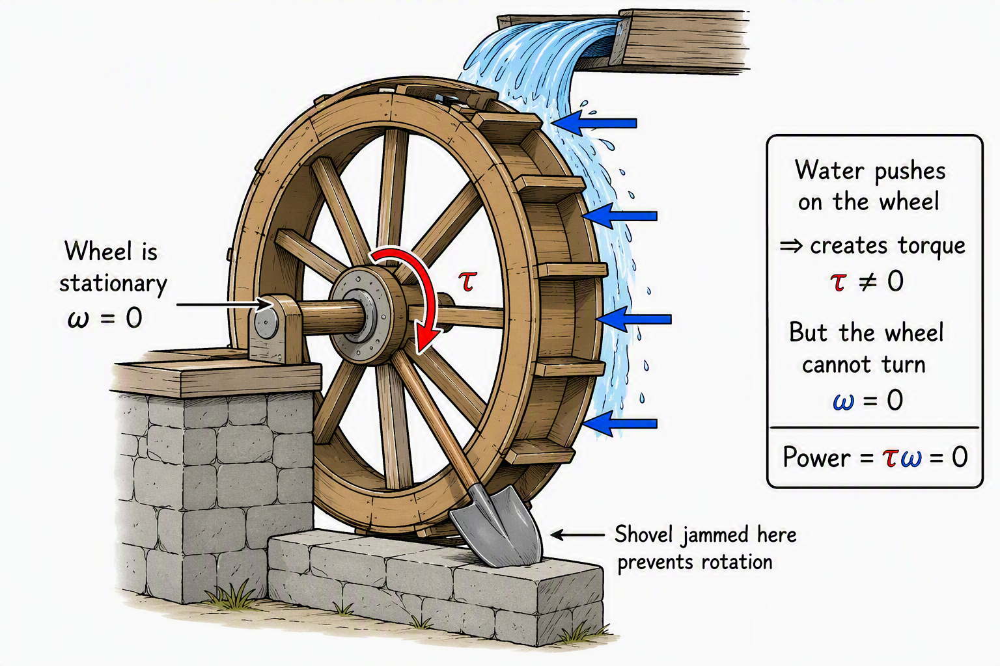 Wheel is
stationary
ω = 0
τ
Water pushes
on the wheel
⇒ creates torque
τ ≠ 0
But the wheel
cannot turn
ω = 0
Power = τω = 0
Shovel jammed here
prevents rotation